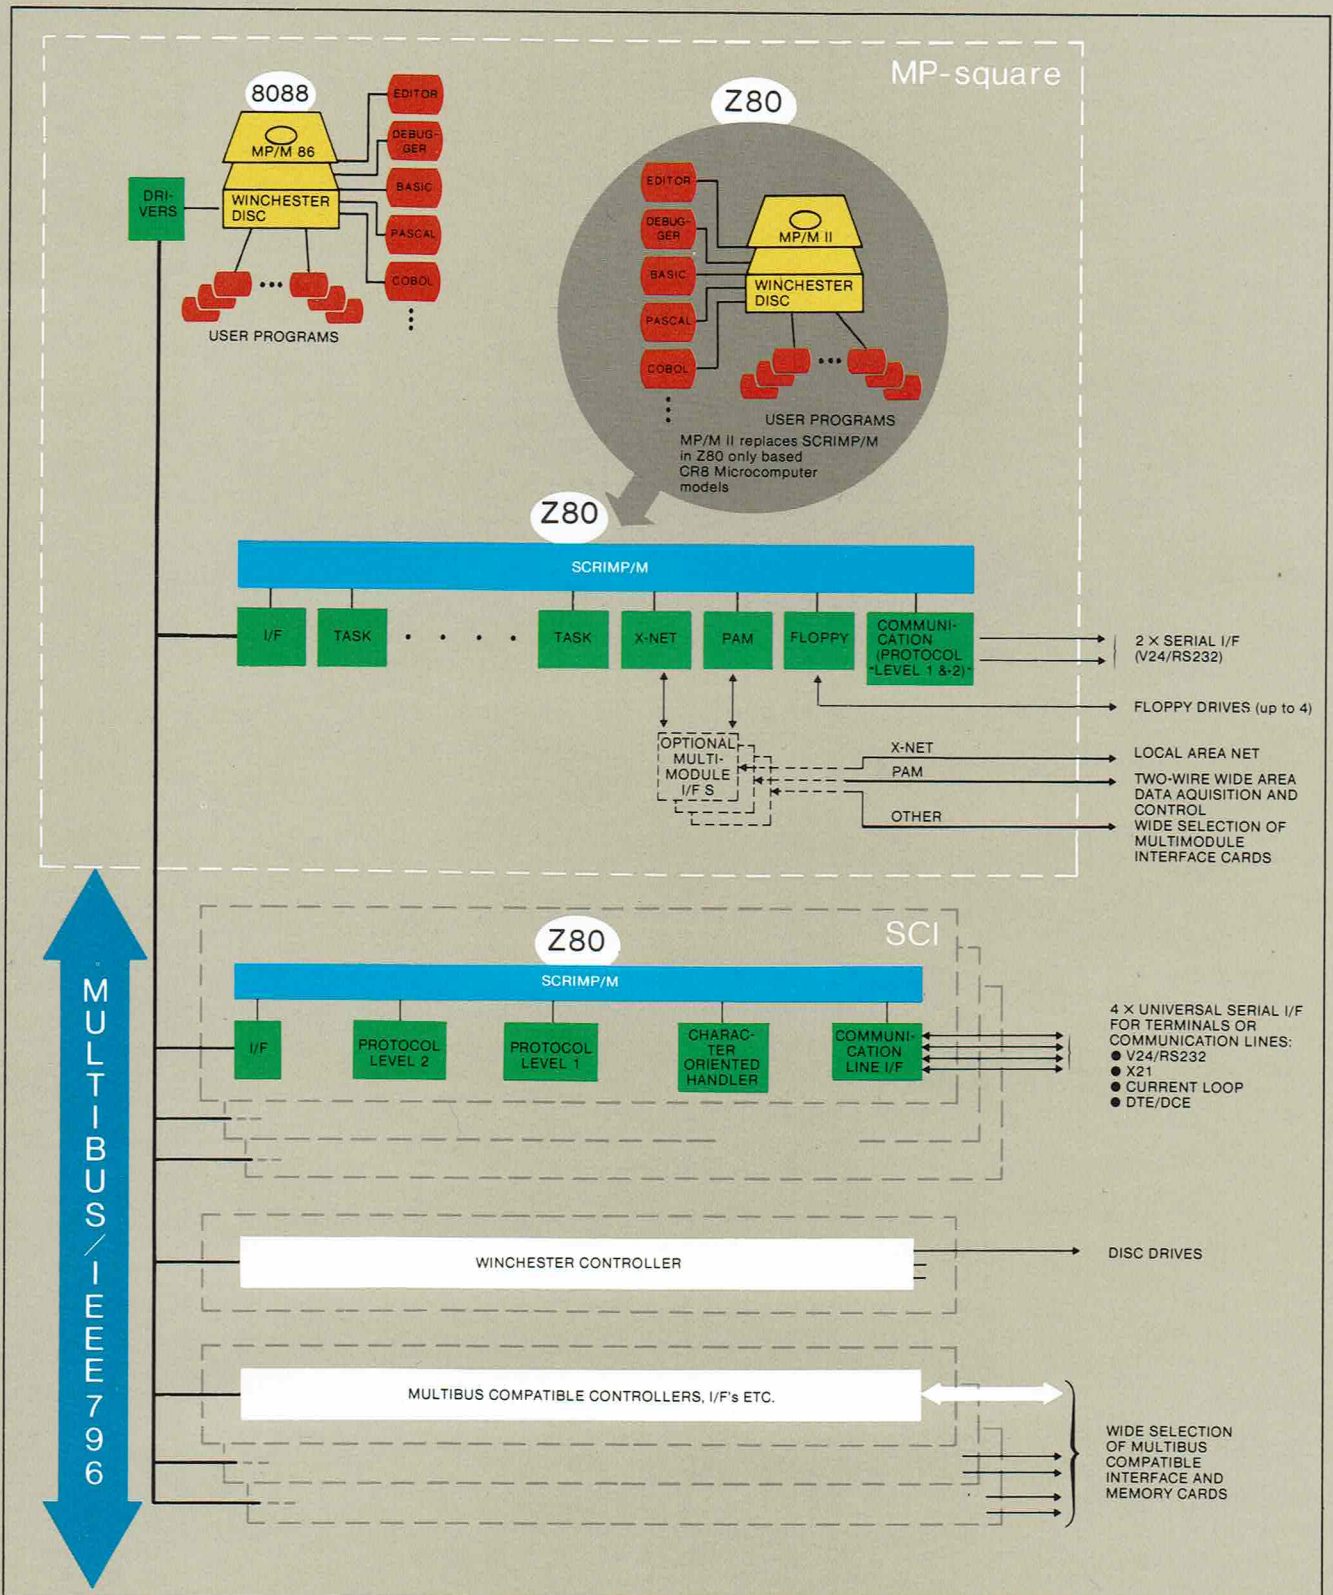 MP-square
8088
MP/M 86
WINCHESTER
DISC
DRI-
VERS
EDITOR
DEBUG-
GER
BASIC
PASCAL
COBOL
USER PROGRAMS
Z80
EDITOR
DEBUG-
GER
BASIC
PASCAL
COBOL
MP/M II
WINCHESTER
DISC
USER PROGRAMS
MP/M II replaces SCRIMP/M
in Z80 only based
CR8 Microcomputer
models
Z80
SCRIMP/M
I/F
TASK
TASK
X-NET
PAM
FLOPPY
COMMUNI-
CATION
(PROTOCOL
"LEVEL 1 &·2)"
2 X SERIAL I/F
(V24/RS232)
FLOPPY DRIVES (up to 4)
OPTIONAL
MULTI-
MODULE
I/F S
X-NET
LOCAL AREA NET
PAM
TWO-WIRE WIDE AREA
DATA AQUISITION AND
CONTROL
OTHER
WIDE SELECTION OF
MULTIMODULE
INTERFACE CARDS
MULTIBUS/IEEE796
SCI
Z80
SCRIMP/M
I/F
PROTOCOL
LEVEL 2
PROTOCOL
LEVEL 1
CHARAC-
TER
ORIENTED
HANDLER
COMMUNI-
CATION
LINE I/F
4 X UNIVERSAL SERIAL I/F
FOR TERMINALS OR
COMMUNICATION LINES:
● V24/RS232
● X21
● CURRENT LOOP
● DTE/DCE
WINCHESTER CONTROLLER
DISC DRIVES
MULTIBUS COMPATIBLE CONTROLLERS, I/F's ETC.
WIDE SELECTION
OF MULTIBUS
COMPATIBLE
INTERFACE AND
MEMORY CARDS